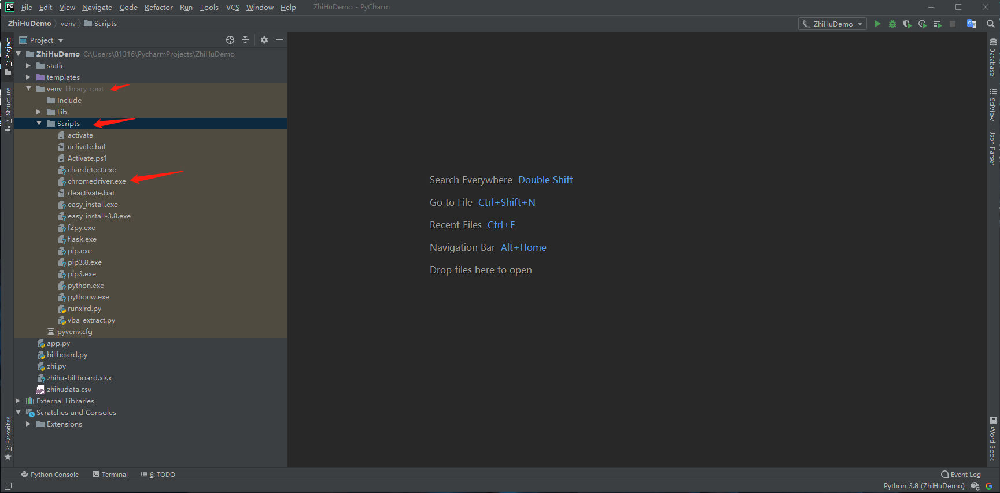 PC File Edit View Navigate Code Refactor Run Tools VCS Window Help ZhiHuDemo - PyCharm
ZhiHuDemo venv Scripts ZhiHuDemo
Project
ZhiHuDemo C:\Users\81316\PycharmProjects\ZhiHuDemo
static
templates
venv library root
Include
Lib
Scripts
activate
activate.bat
Activate.ps1
chardetect.exe
chromedriver.exe
deactivate.bat
easy_install.exe
easy_install-3.8.exe
f2py.exe
flask.exe
pip.exe
pip3.8.exe
pip3.exe
python.exe
pythonw.exe
runxlrd.py
vba_extract.py
pyvenv.cfg
app.py
billboard.py
zhi.py
zhihu-billboard.xlsx
zhihudata.csv
External Libraries
Scratches and Consoles
Extensions
1: Project
7: Structure
2: Favorites
Search Everywhere Double Shift
Go to File Ctrl+Shift+N
Recent Files Ctrl+E
Navigation Bar Alt+Home
Drop files here to open
Database
SciView
Json Parser
Word Book
Python Console Terminal 6: TODO Event Log
Python 3.8 (ZhiHuDemo)